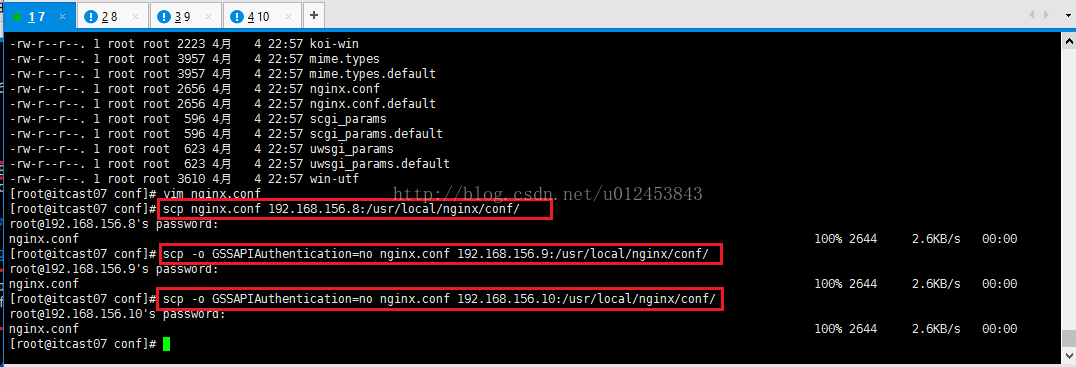 1 7 × 2 8 × 3 9 × 4 10 × +
-rw-r--r--. 1 root root 2223 4月   4 22:57 koi-win
-rw-r--r--. 1 root root 3957 4月   4 22:57 mime.types
-rw-r--r--. 1 root root 3957 4月   4 22:57 mime.types.default
-rw-r--r--. 1 root root 2656 4月   4 22:57 nginx.conf
-rw-r--r--. 1 root root 2656 4月   4 22:57 nginx.conf.default
-rw-r--r--. 1 root root  596 4月   4 22:57 scgi_params
-rw-r--r--. 1 root root  596 4月   4 22:57 scgi_params.default
-rw-r--r--. 1 root root  623 4月   4 22:57 uwsgi_params
-rw-r--r--. 1 root root  623 4月   4 22:57 uwsgi_params.default
-rw-r--r--. 1 root root 3610 4月   4 22:57 win-utf
[root@itcast07 conf]# vim nginx.conf
http://blog.csdn.net/u012453843
[root@itcast07 conf]# scp nginx.conf 192.168.156.8:/usr/local/nginx/conf/
root@192.168.156.8's password:
nginx.conf 100% 2644 2.6KB/s 00:00
[root@itcast07 conf]# scp -o GSSAPIAuthentication=no nginx.conf 192.168.156.9:/usr/local/nginx/conf/
root@192.168.156.9's password:
nginx.conf 100% 2644 2.6KB/s 00:00
[root@itcast07 conf]# scp -o GSSAPIAuthentication=no nginx.conf 192.168.156.10:/usr/local/nginx/conf/
root@192.168.156.10's password:
nginx.conf 100% 2644 2.6KB/s 00:00
[root@itcast07 conf]#